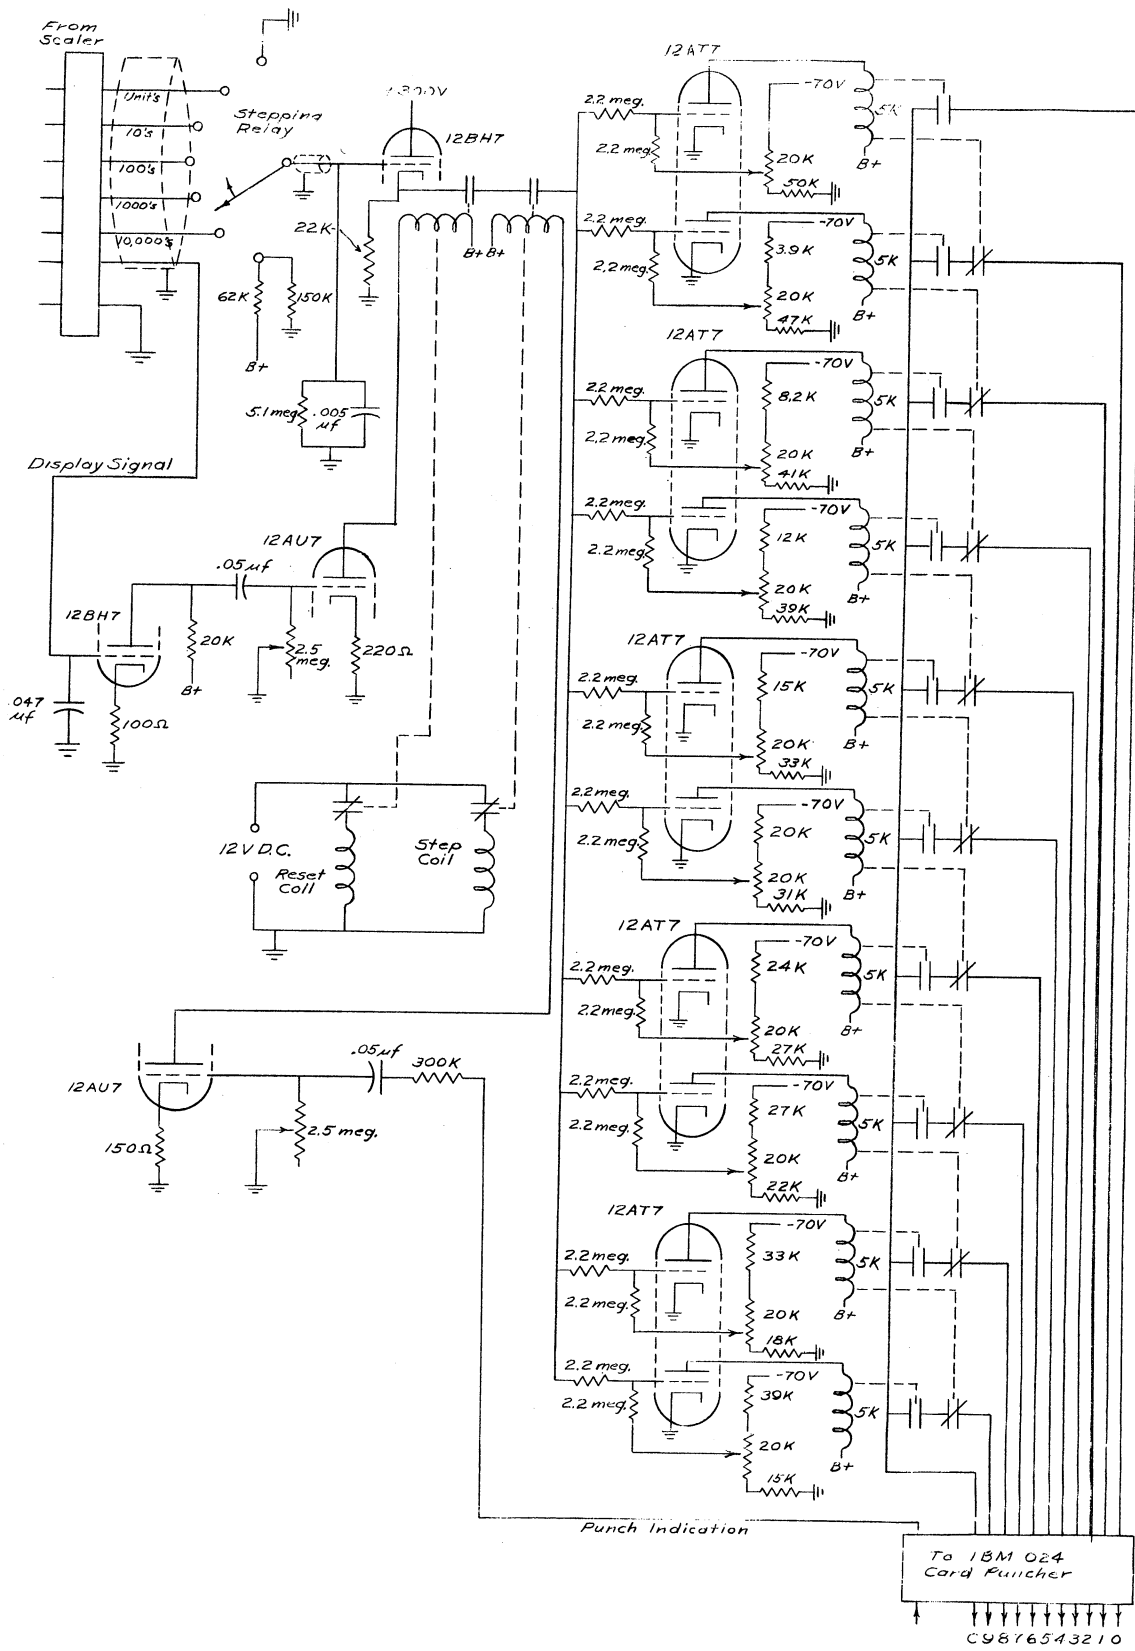 From
Scaler
Unit's
10's
100's
1000's
10,000's
Stepping
Relay
+300V
12BH7
22K
B+ B+
62K
150K
B+
5.1 meg.
.005
µf
Display Signal
12AU7
.05µf
12BH7
20K
B+
2.5
meg.
220Ω
.047
µf
100Ω
12V D.C.
Reset
Coil
Step
Coil
12AU7
.05µf
300K
2.5 meg.
150Ω
12AT7
2.2 meg.
2.2 meg.
-70V
20K
50K
5K
B+
2.2 meg.
2.2 meg.
-70V
3.9K
20K
47K
5K
B+
12AT7
2.2 meg.
2.2 meg.
-70V
8.2K
20K
41K
5K
B+
2.2 meg.
2.2 meg.
-70V
12K
20K
39K
5K
B+
12AT7
2.2 meg.
2.2 meg.
-70V
15K
20K
33K
5K
B+
2.2 meg.
2.2 meg.
-70V
20K
20K
31K
5K
B+
12AT7
2.2 meg.
2.2 meg.
-70V
24K
20K
27K
5K
B+
2.2 meg.
2.2 meg.
-70V
27K
20K
22K
5K
B+
12AT7
2.2 meg.
2.2 meg.
-70V
33K
20K
18K
5K
B+
2.2 meg.
2.2 meg.
-70V
39K
20K
15K
5K
B+
Punch Indication
To IBM 024
Card Puncher
C9876543210